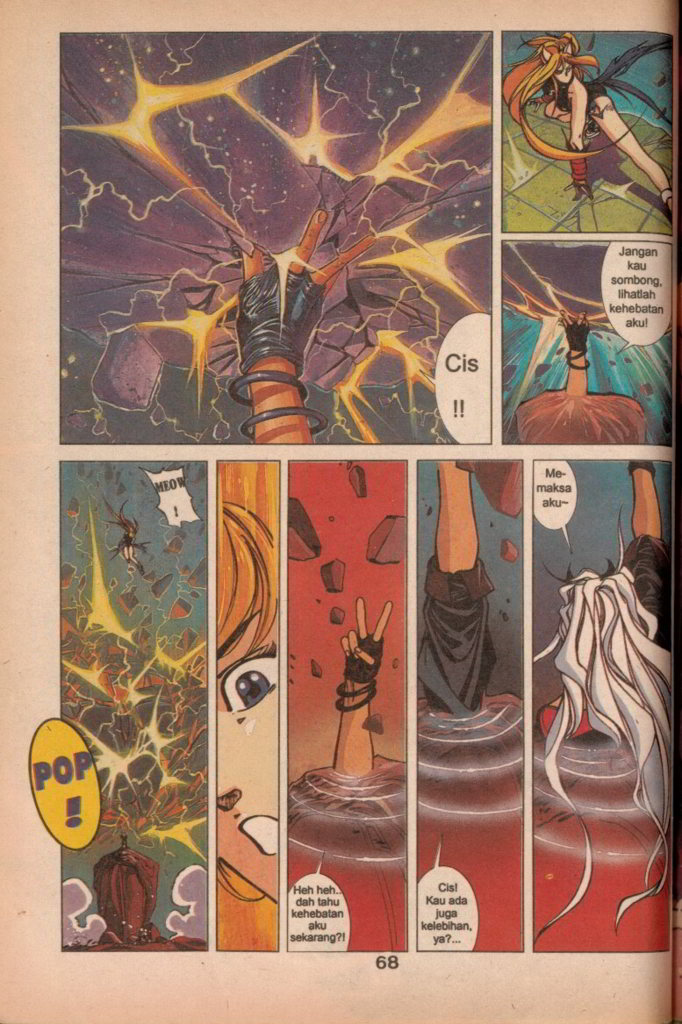 Cis
!!
Jangan
kau
sombong,
lihatlah
kehebatan
aku!
MEOW
!
POP
!
Heh heh..
dah tahu
kehebatan
aku
sekarang?!
Cis!
Kau ada
juga
kelebihan,
ya?...
Me-
maksa
aku~
68